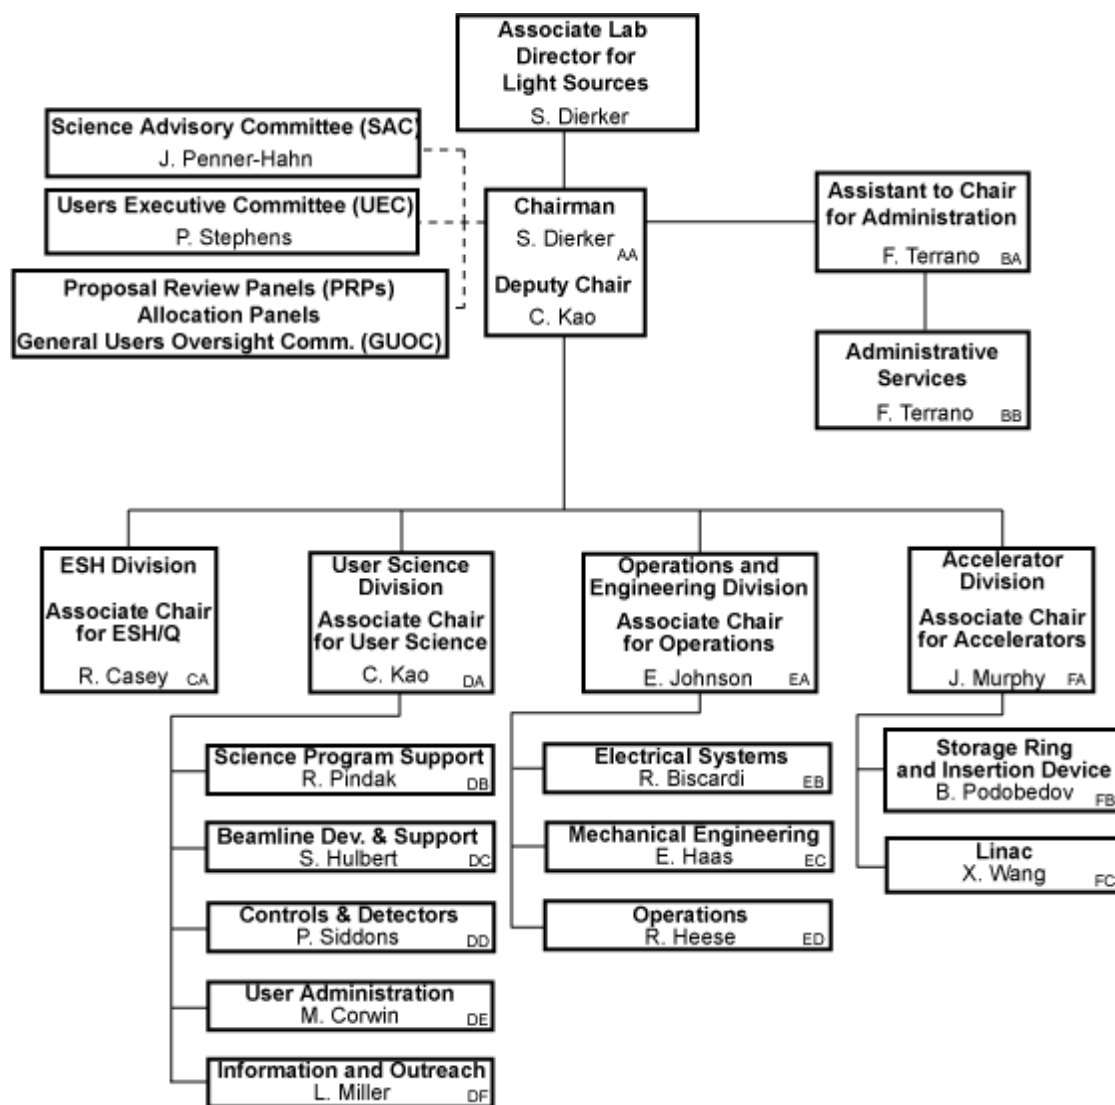 Associate Lab
Director for
Light Sources
S. Dierker
Science Advisory Committee (SAC)
J. Penner-Hahn
Users Executive Committee (UEC)
P. Stephens
Proposal Review Panels (PRPs)
Allocation Panels
General Users Oversight Comm. (GUOC)
Chairman
S. Dierker
AA
Deputy Chair
C. Kao
Assistant to Chair
for Administration
F. Terrano BA
Administrative
Services
F. Terrano BB
ESH Division
Associate Chair
for ESH/Q
R. Casey CA
User Science
Division
Associate Chair
for User Science
C. Kao DA
Operations and
Engineering Division
Associate Chair
for Operations
E. Johnson EA
Accelerator
Division
Associate Chair
for Accelerators
J. Murphy FA
Science Program Support
R. Pindak DB
Beamline Dev. & Support
S. Hulbert DC
Controls & Detectors
P. Siddons DD
User Administration
M. Corwin DE
Information and Outreach
L. Miller DF
Electrical Systems
R. Biscardi EB
Mechanical Engineering
E. Haas EC
Operations
R. Heese ED
Storage Ring
and Insertion Device
B. Podobedov FB
Linac
X. Wang FC